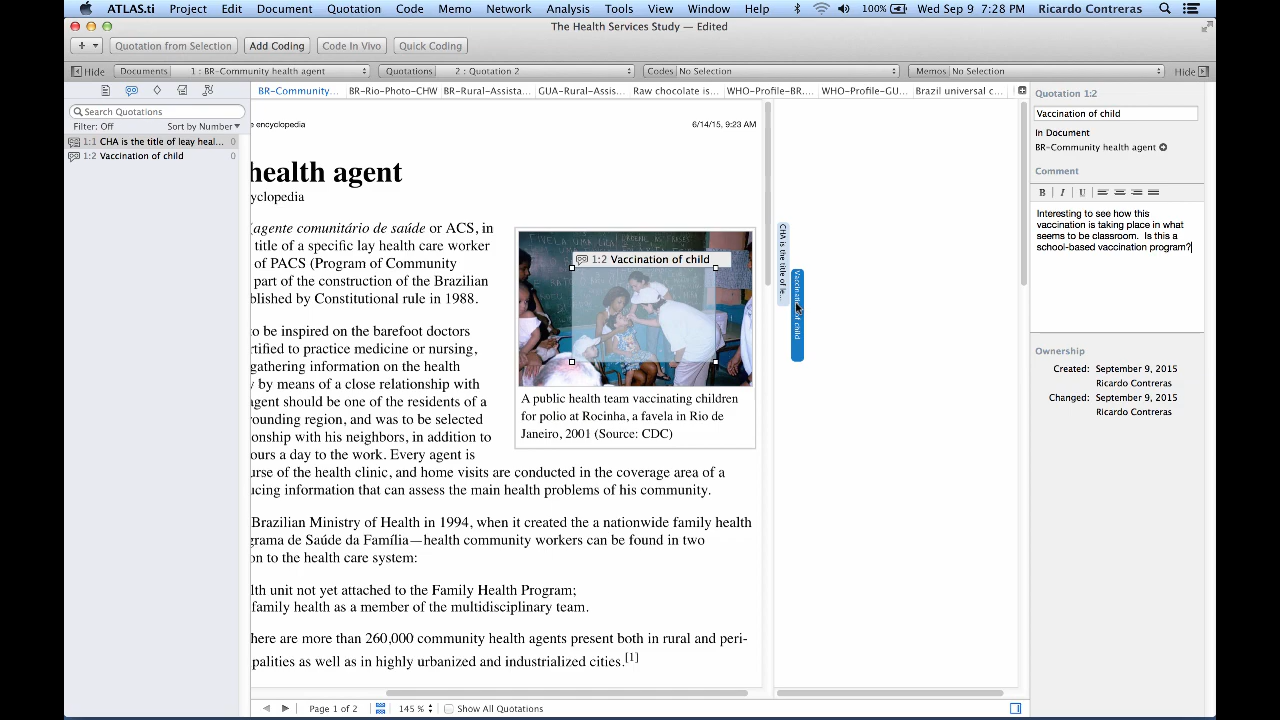 ATLAS.ti Project Edit Document Quotation Code Memo Network Analysis Tools View Window Help 100% Wed Sep 9 7:28 PM Ricardo Contreras
The Health Services Study — Edited
+ Quotation from Selection Add Coding Code In Vivo Quick Coding
Hide Documents 1 : BR-Community health agent Quotations 2 : Quotation 2 Codes No Selection Memos No Selection Hide
BR-Community... BR-Rio-Photo-CHW BR-Rural-Assista... GUA-Rural-Assis... Raw chocolate is... WHO-Profile-BR.... WHO-Profile-GU... Brazil universal c...
Search Quotations
Filter: Off Sort by Number
1:1 CHA is the title of leay heal... 0
1:2 Vaccination of child 0
e encyclopedia 6/14/15, 9:23 AM
health agent
yclopedia
(agente comunitário de saúde or ACS, in
title of a specific lay health care worker
of PACS (Program of Community
part of the construction of the Brazilian
blished by Constitutional rule in 1988.
to be inspired on the barefoot doctors
rtified to practice medicine or nursing,
gathering information on the health
y by means of a close relationship with
agent should be one of the residents of a
rounding region, and was to be selected
onship with his neighbors, in addition to
ours a day to the work. Every agent is
urse of the health clinic, and home visits are conducted in the coverage area of a
ucing information that can assess the main health problems of his community.
1:2 Vaccination of child
A public health team vaccinating children
for polio at Rocinha, a favela in Rio de
Janeiro, 2001 (Source: CDC)
Brazilian Ministry of Health in 1994, when it created the a nationwide family health
grama de Saúde da Família—health community workers can be found in two
on to the health care system:
lth unit not yet attached to the Family Health Program;
family health as a member of the multidisciplinary team.
here are more than 260,000 community health agents present both in rural and peri-
palities as well as in highly urbanized and industrialized cities.[1]
CHA is the title of le...
Vaccination of child
Page 1 of 2 145 % Show All Quotations
Quotation 1:2
Vaccination of child
In Document
BR-Community health agent
Comment
B I U
Interesting to see how this
vaccination is taking place in what
seems to be classroom. Is this a
school-based vaccination program?
Ownership
Created: September 9, 2015
Ricardo Contreras
Changed: September 9, 2015
Ricardo Contreras